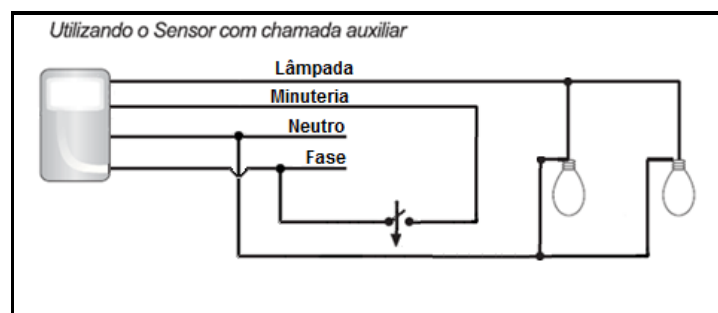 Utilizando o Sensor com chamada auxiliar
Lâmpada
Minuteria
Neutro
Fase